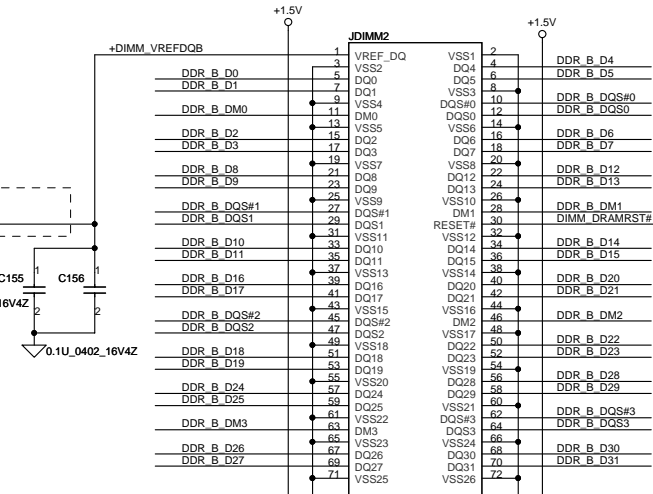 +1.5V
+1.5V
JDIMM2
+DIMM_VREFDQB 1 VREF_DQ VSS1 2
3 VSS2 DQ4 4 DDR_B_D4
DDR_B_D0 5 DQ0 DQ5 6 DDR_B_D5
DDR_B_D1 7 DQ1 VSS3 8
9 VSS4 DQS#0 10 DDR_B_DQS#0
DDR_B_DM0 11 DM0 DQS0 12 DDR_B_DQS0
13 VSS5 VSS6 14
DDR_B_D2 15 DQ2 DQ6 16 DDR_B_D6
DDR_B_D3 17 DQ3 DQ7 18 DDR_B_D7
19 VSS7 VSS8 20
DDR_B_D8 21 DQ8 DQ12 22 DDR_B_D12
DDR_B_D9 23 DQ9 DQ13 24 DDR_B_D13
25 VSS9 VSS10 26
DDR_B_DQS#1 27 DQS#1 DM1 28 DDR_B_DM1
DDR_B_DQS1 29 DQS1 RESET# 30 DIMM_DRAMRST#
31 VSS11 VSS12 32
DDR_B_D10 33 DQ10 DQ14 34 DDR_B_D14
DDR_B_D11 35 DQ11 DQ15 36 DDR_B_D15
37 VSS13 VSS14 38
DDR_B_D16 39 DQ16 DQ20 40 DDR_B_D20
DDR_B_D17 41 DQ17 DQ21 42 DDR_B_D21
43 VSS15 VSS16 44
DDR_B_DQS#2 45 DQS#2 DM2 46 DDR_B_DM2
DDR_B_DQS2 47 DQS2 VSS17 48
49 VSS18 DQ22 50 DDR_B_D22
DDR_B_D18 51 DQ18 DQ23 52 DDR_B_D23
DDR_B_D19 53 DQ19 VSS19 54
55 VSS20 DQ28 56 DDR_B_D28
DDR_B_D24 57 DQ24 DQ29 58 DDR_B_D29
DDR_B_D25 59 DQ25 VSS21 60
61 VSS22 DQS#3 62 DDR_B_DQS#3
DDR_B_DM3 63 DM3 DQS3 64 DDR_B_DQS3
65 VSS23 VSS24 66
DDR_B_D26 67 DQ26 DQ30 68 DDR_B_D30
DDR_B_D27 69 DQ27 DQ31 70 DDR_B_D31
71 VSS25 VSS26 72
1 1
C155 C156
16V4Z
2 2
0.1U_0402_16V4Z